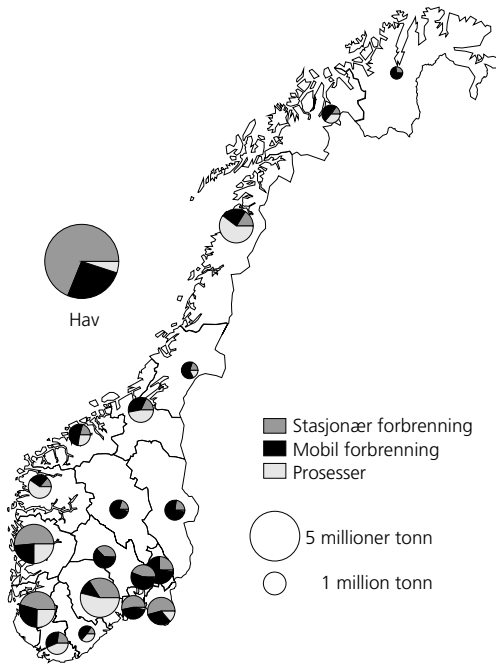 Hav
Stasjonær forbrenning
Mobil forbrenning
Prosesser
5 millioner tonn
1 million tonn